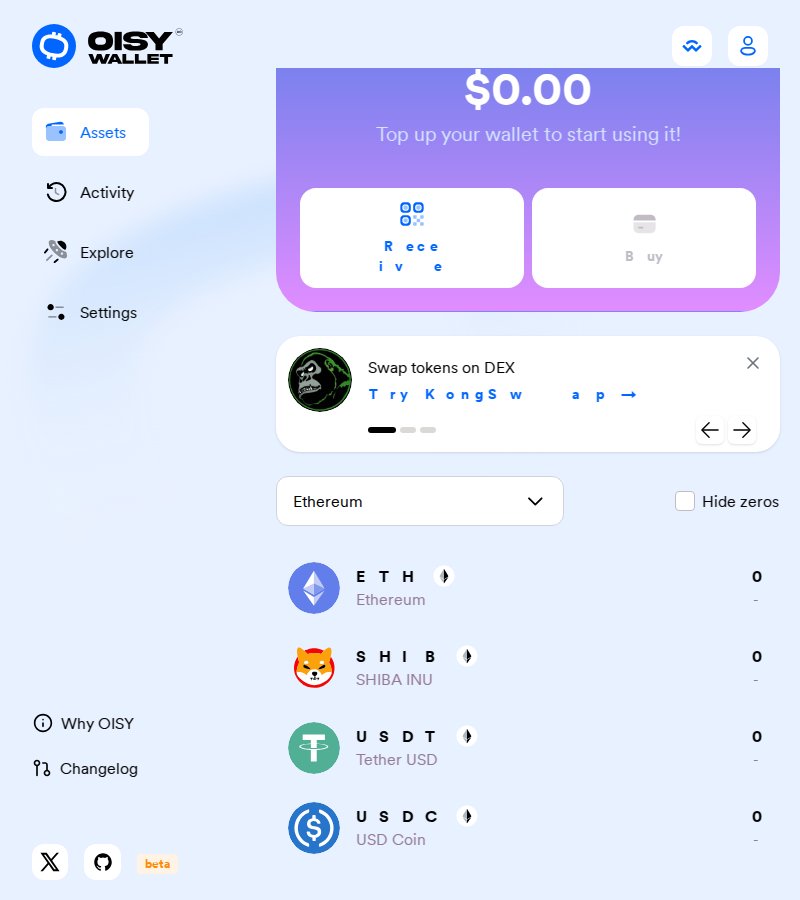 OISY
WALLET
$0.00
Top up your wallet to start using it!
Assets
Activity
Explore
Settings
Rece
ive
Buy
Swap tokens on DEX
Try KongSwap →
Ethereum
Hide zeros
ETH
0
Ethereum
-
SHIB
0
SHIBA INU
-
USDT
0
Tether USD
-
USDC
0
USD Coin
-
Why OISY
Changelog
beta